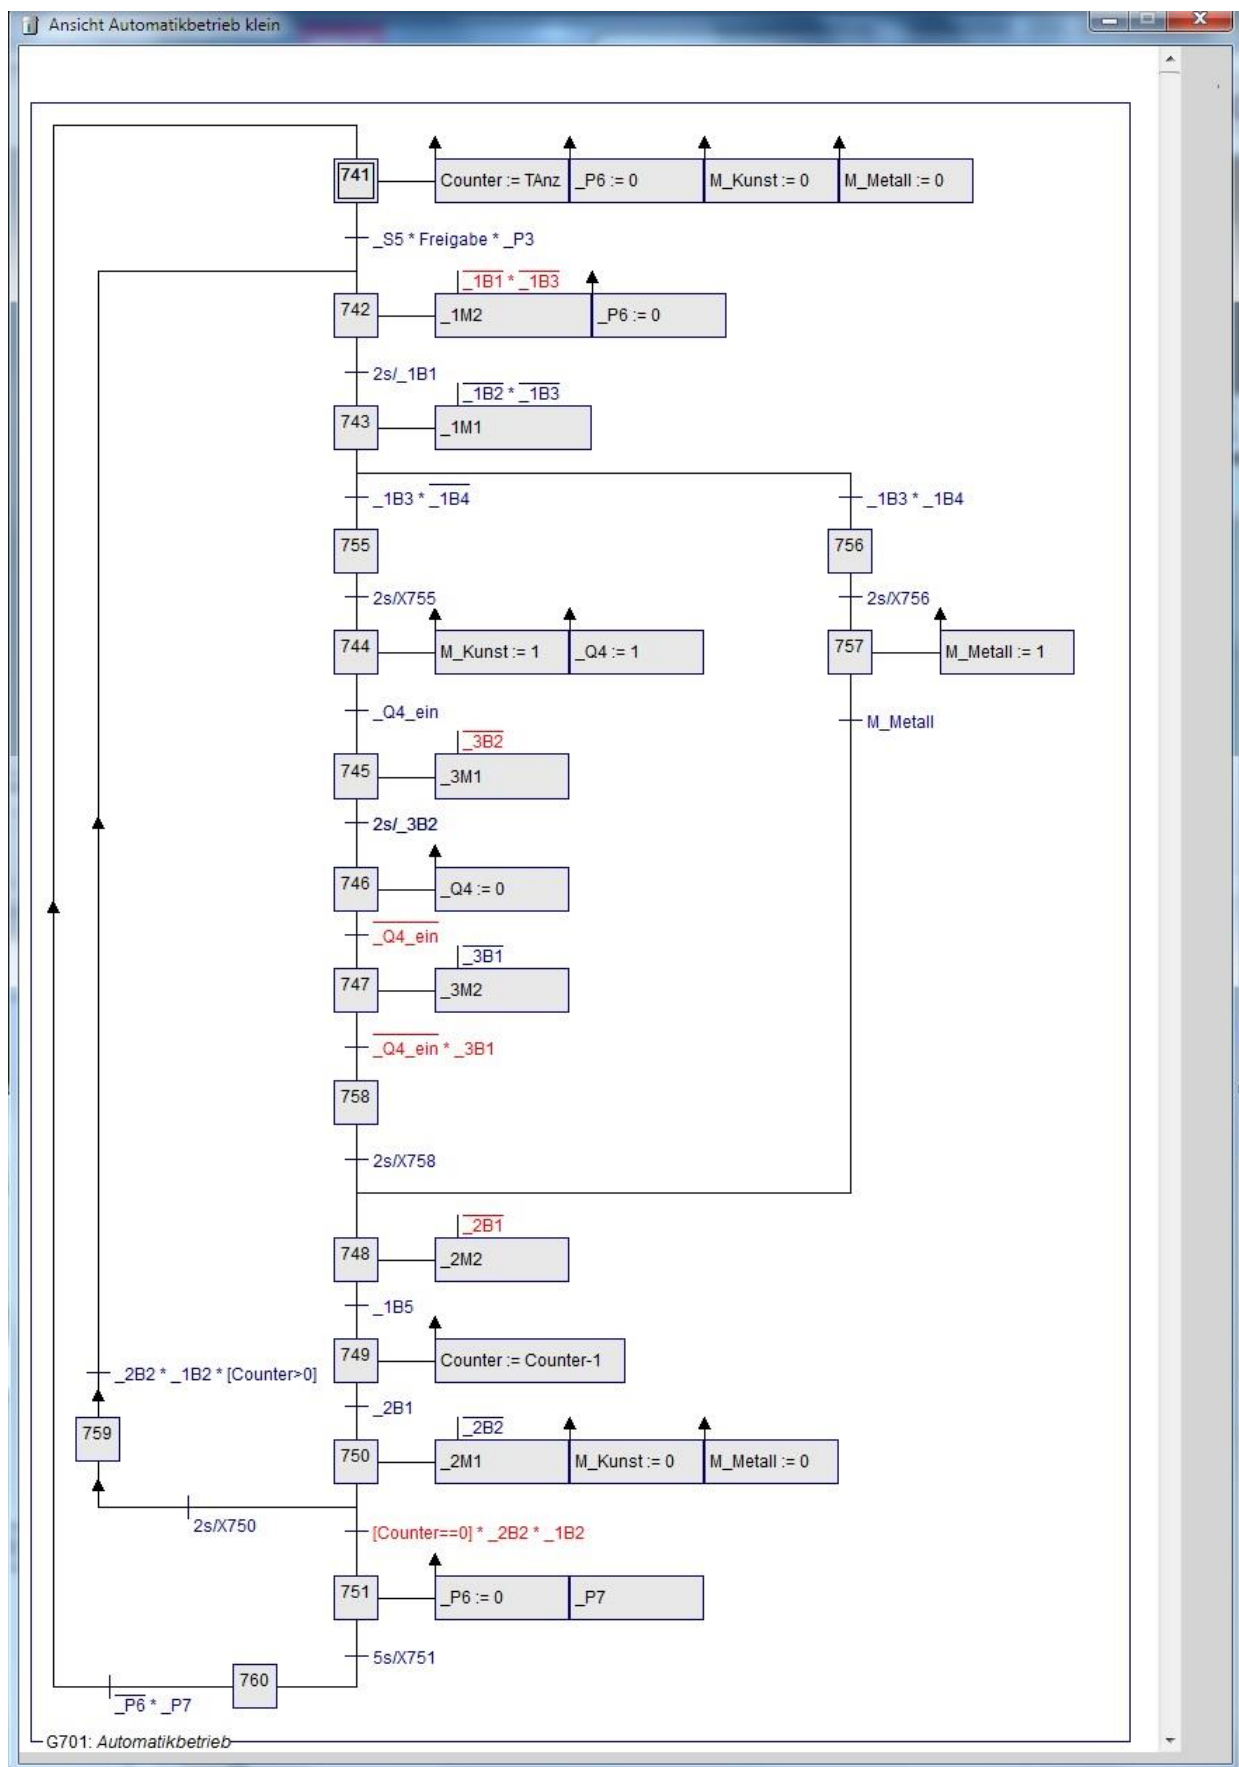 Ansicht Automatikbetrieb klein
741
Counter := TAnz
_P6 := 0
M_Kunst := 0
M_Metall := 0
_S5 * Freigabe * _P3
_1B1 * _1B3
742
_1M2
_P6 := 0
2s/_1B1
_1B2 * _1B3
743
_1M1
_1B3 * _1B4
_1B3 * _1B4
755
756
2s/X755
2s/X756
744
M_Kunst := 1
_Q4 := 1
757
M_Metall := 1
_Q4_ein
M_Metall
_3B2
745
_3M1
2s/_3B2
746
_Q4 := 0
_Q4_ein
_3B1
747
_3M2
_Q4_ein * _3B1
758
2s/X758
_2B1
748
_2M2
_1B5
749
Counter := Counter-1
_2B2 * _1B2 * [Counter>0]
_2B1
759
_2B2
750
_2M1
M_Kunst := 0
M_Metall := 0
2s/X750
[Counter==0] * _2B2 * _1B2
751
_P6 := 0
_P7
5s/X751
760
_P6 * _P7
G701: Automatikbetrieb